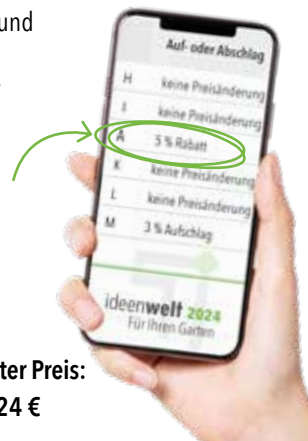 und
Auf- oder Abschlag
H keine Preisänderung
I keine Preisänderung
A 5 % Rabatt
K keine Preisänderung
L keine Preisänderung
M 3 % Aufschlag
ideenwelt 2024
Für Ihren Garten
ter Preis:
24 €